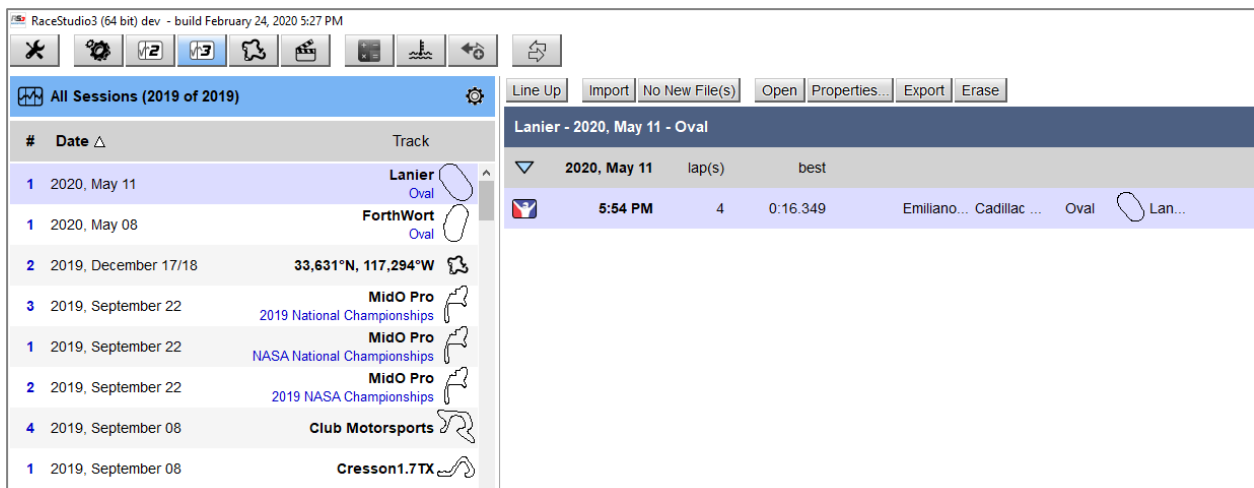 RS3 RaceStudio3 (64 bit) dev - build February 24, 2020 5:27 PM
2 3
All Sessions (2019 of 2019)
# Date △ Track
1 2020, May 11 Lanier
Oval
1 2020, May 08 ForthWort
Oval
2 2019, December 17/18 33,631°N, 117,294°W
3 2019, September 22 MidO Pro
2019 National Championships
1 2019, September 22 MidO Pro
NASA National Championships
2 2019, September 22 MidO Pro
2019 NASA Championships
4 2019, September 08 Club Motorsports
1 2019, September 08 Cresson1.7TX
Line Up Import No New File(s) Open Properties... Export Erase
Lanier - 2020, May 11 - Oval
2020, May 11 lap(s) best
5:54 PM 4 0:16.349 Emiliano... Cadillac ... Oval Lan...